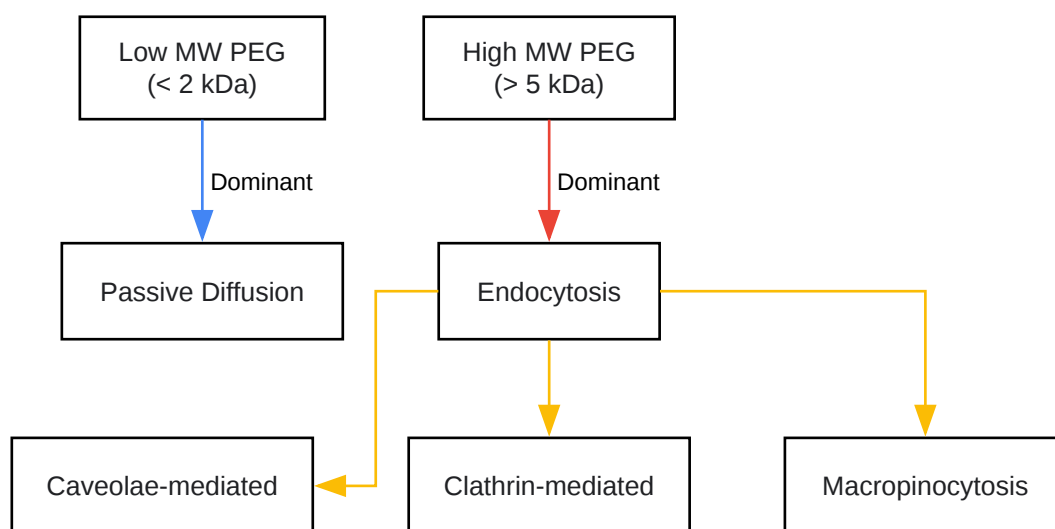 Low MW PEG
(< 2 kDa)
High MW PEG
(> 5 kDa)
Dominant
Dominant
Passive Diffusion
Endocytosis
Caveolae-mediated
Clathrin-mediated
Macropinocytosis